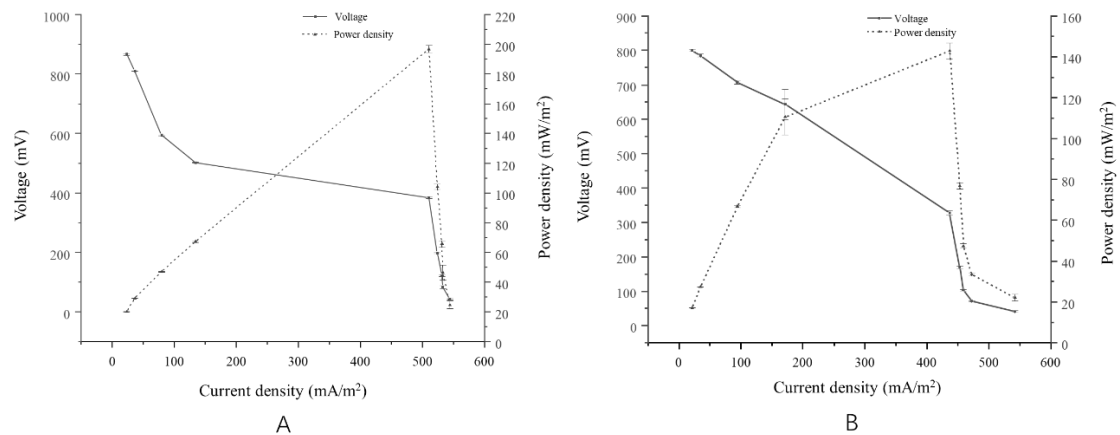 Voltage
Power density
1000
800
600
400
200
0
Voltage (mV)
220
200
180
160
140
120
100
80
60
40
20
0
Power density (mW/m²)
0 100 200 300 400 500 600
Current density (mA/m²)
A
Voltage
Power density
900
800
700
600
500
400
300
200
100
50
0
Voltage (mV)
160
140
120
100
80
60
40
20
0
Power density (mW/m²)
0 100 200 300 400 500 600
Current density (mA/m²)
B